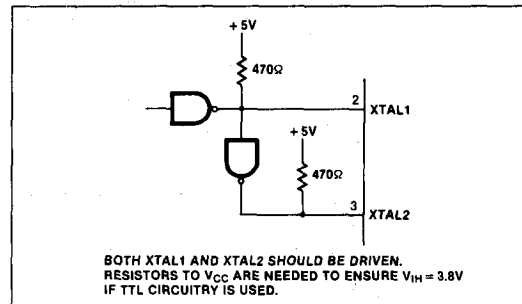 + 5V
470Ω
2
XTAL1
+ 5V
470Ω
3
XTAL2
BOTH XTAL1 AND XTAL2 SHOULD BE DRIVEN.
RESISTORS TO VCC ARE NEEDED TO ENSURE VIH = 3.8V
IF TTL CIRCUITRY IS USED.